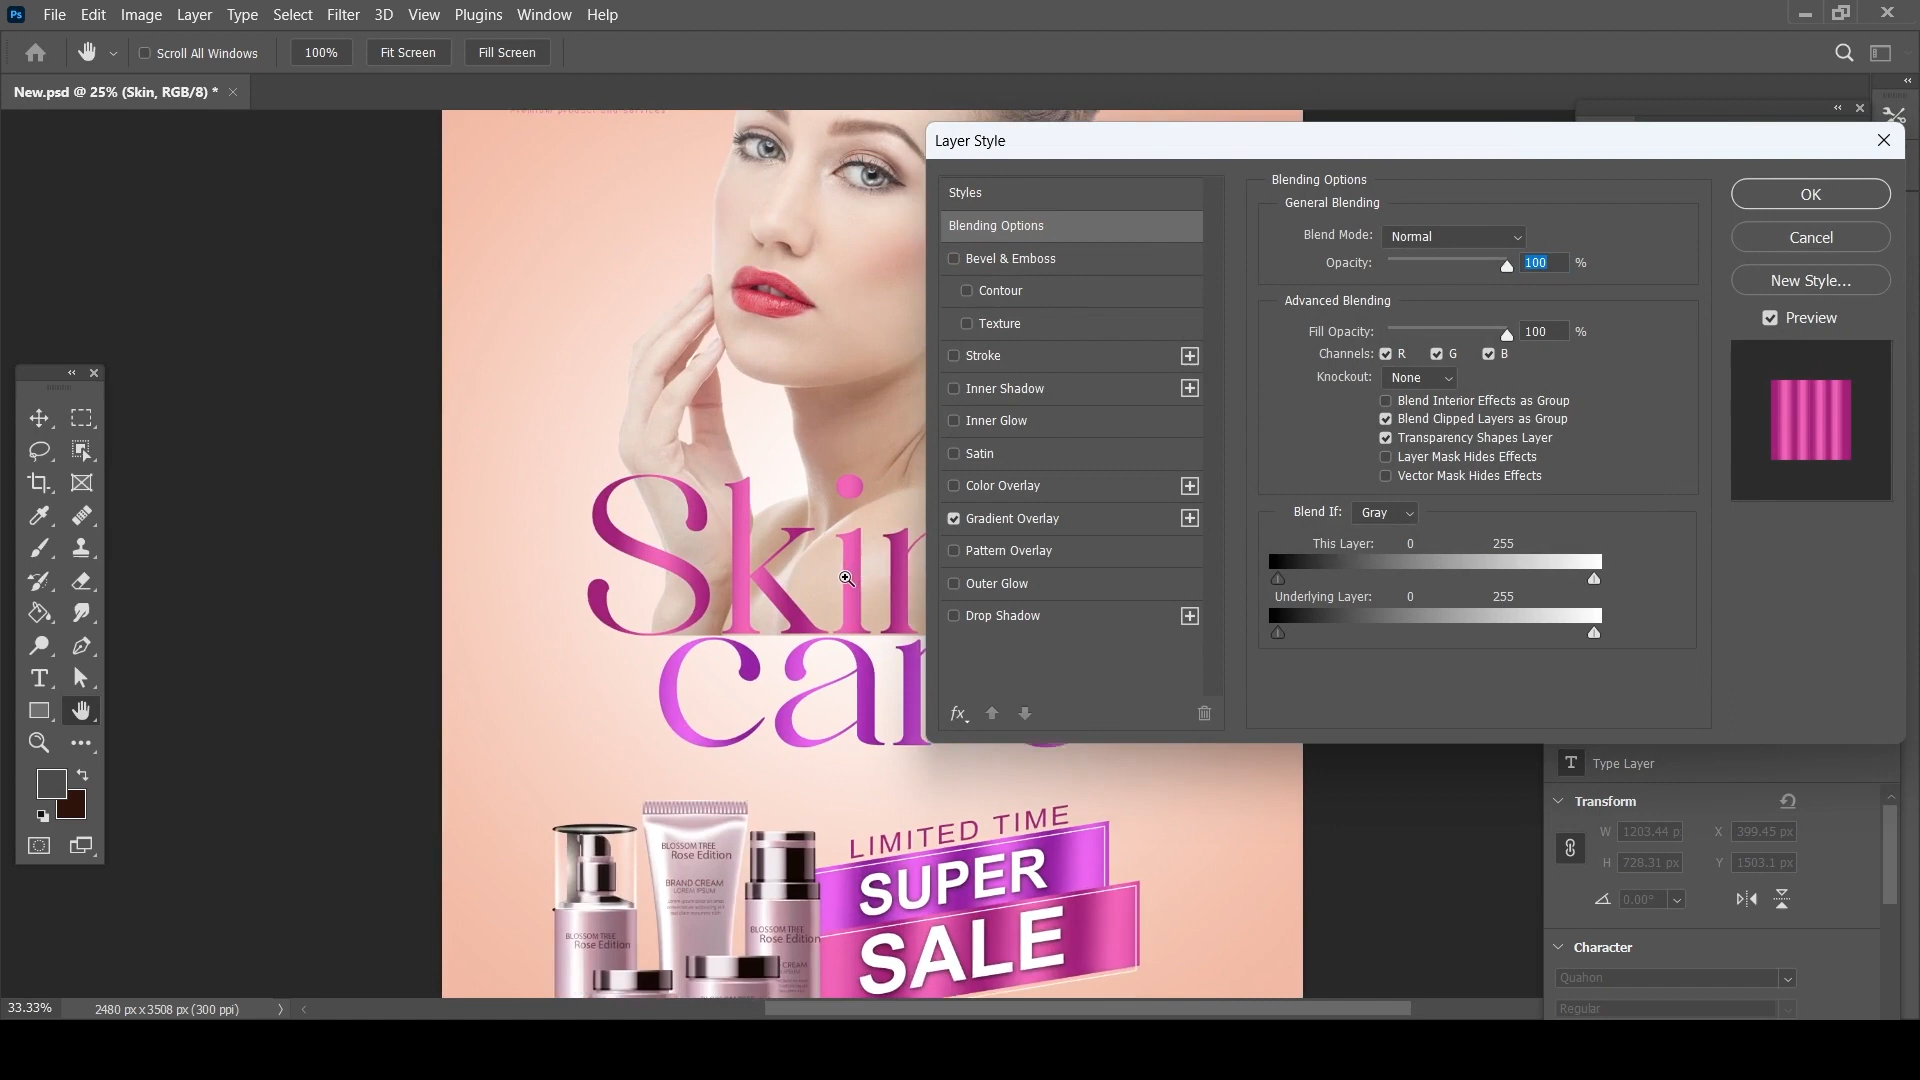 Ps File Edit Image Layer Type Select Filter 3D View Plugins Window Help
Scroll All Windows 100% Fit Screen Fill Screen
New.psd @ 25% (Skin, RGB/8) *
Premium product and services
Layer Style
Styles
Blending Options
Bevel & Emboss
Contour
Texture
Stroke
Inner Shadow
Inner Glow
Satin
Color Overlay
Gradient Overlay
Pattern Overlay
Outer Glow
Drop Shadow
fx
Blending Options
General Blending
Blend Mode: Normal
Opacity: 100 %
Advanced Blending
Fill Opacity: 100 %
Channels: R G B
Knockout: None
Blend Interior Effects as Group
Blend Clipped Layers as Group
Transparency Shapes Layer
Layer Mask Hides Effects
Vector Mask Hides Effects
Blend If: Gray
This Layer: 0 255
Underlying Layer: 0 255
OK
Cancel
New Style...
Preview
Skin
car
LIMITED TIME
SUPER
SALE
BLOSSOM TREE
Rose Edition
BRAND CREAM
LOREM IPSUM
BLOSSOM TREE
Rose Edition
BLOSSOM TREE
Rose Edition
CREAM
T Type Layer
Transform
W 1203.44 p X 399.45 px
H 728.31 px Y 1503.1 px
0.00°
Character
Quahon
Regular
33.33% 2480 px x 3508 px (300 ppi)